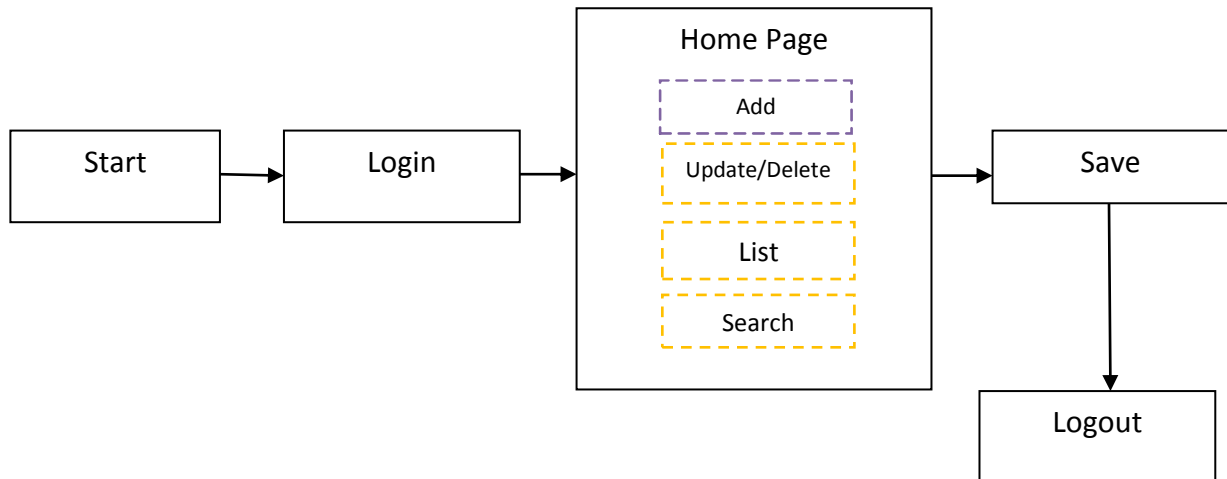 Start
Login
Home Page
Add
Update/Delete
List
Search
Save
Logout